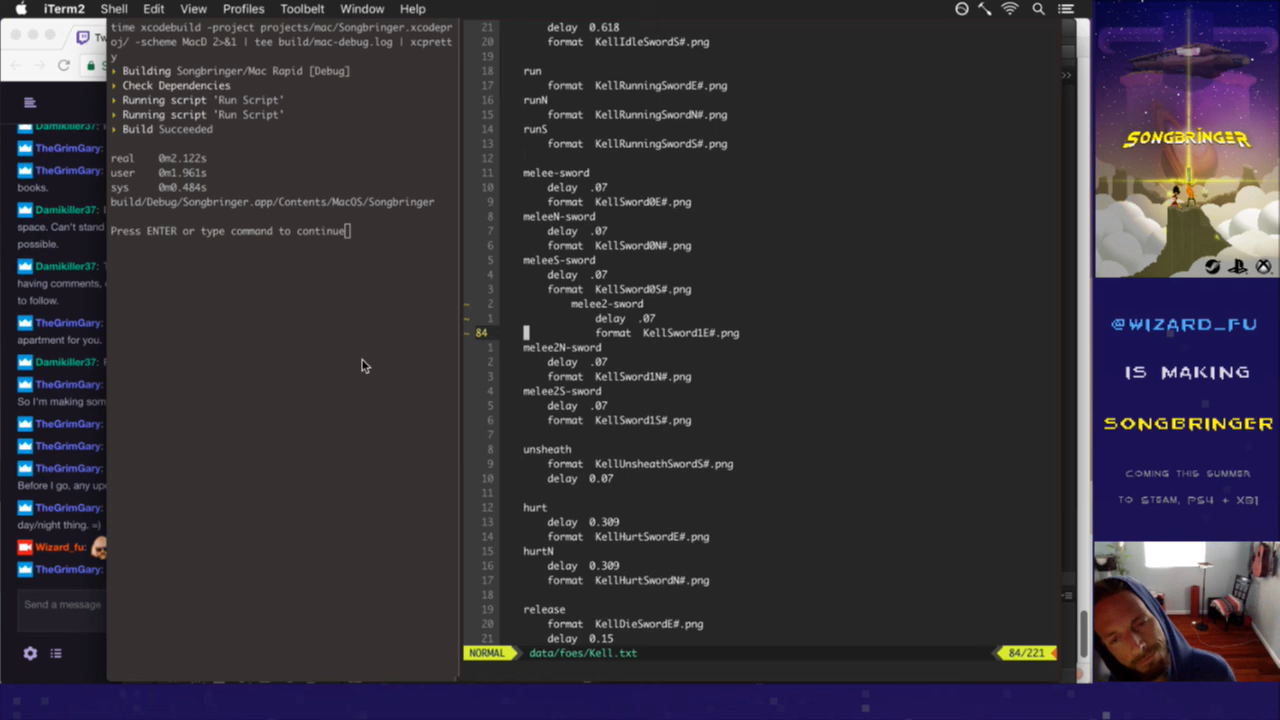 iTerm2 Shell Edit View Profiles Toolbelt Window Help
Tw
Damikiller37:
TheGrimGary:
TheGrimGary:
books.
Damikiller37:
space. Can't stand
possible.
Damikiller37:
having comments,
to follow.
TheGrimGary:
apartment for you.
Damikiller37:
TheGrimGary:
So I'm making som
TheGrimGary:
TheGrimGary:
TheGrimGary:
Before I go, any up
TheGrimGary:
day/night thing. =)
Wizard_fu:
TheGrimGary:
Send a message
time xcodebuild -project projects/mac/Songbringer.xcodepr
oj/ -scheme MacD 2>&1 | tee build/mac-debug.log | xcprett
y
Building Songbringer/Mac Rapid [Debug]
Check Dependencies
Running script 'Run Script'
Running script 'Run Script'
Build Succeeded
real 0m2.122s
user 0m1.961s
sys 0m0.484s
build/Debug/Songbringer.app/Contents/MacOS/Songbringer
Press ENTER or type command to continue
21 delay 0.618
20 format KellIdleSwordS#.png
19
18 run
17 format KellRunningSwordE#.png
16 runN
15 format KellRunningSwordN#.png
14 runS
13 format KellRunningSwordS#.png
12
11 melee-sword
10 delay .07
9 format KellSword0E#.png
8 meleeN-sword
7 delay .07
6 format KellSword0N#.png
5 meleeS-sword
4 delay .07
3 format KellSword0S#.png
~ 2 melee2-sword
~ 1 delay .07
~ 84 format KellSword1E#.png
1 melee2N-sword
2 delay .07
3 format KellSword1N#.png
4 melee2S-sword
5 delay .07
6 format KellSword1S#.png
7
8 unsheath
9 format KellUnsheathSwordS#.png
10 delay 0.07
11
12 hurt
13 delay 0.309
14 format KellHurtSwordE#.png
15 hurtN
16 delay 0.309
17 format KellHurtSwordN#.png
18
19 release
20 format KellDieSwordE#.png
21 delay 0.15
NORMAL data/foes/Kell.txt 84/221
SONGBRINGER
@WIZARD_FU
IS MAKING
SONGBRINGER
COMING THIS SUMMER
TO STEAM, PS4 + XB1